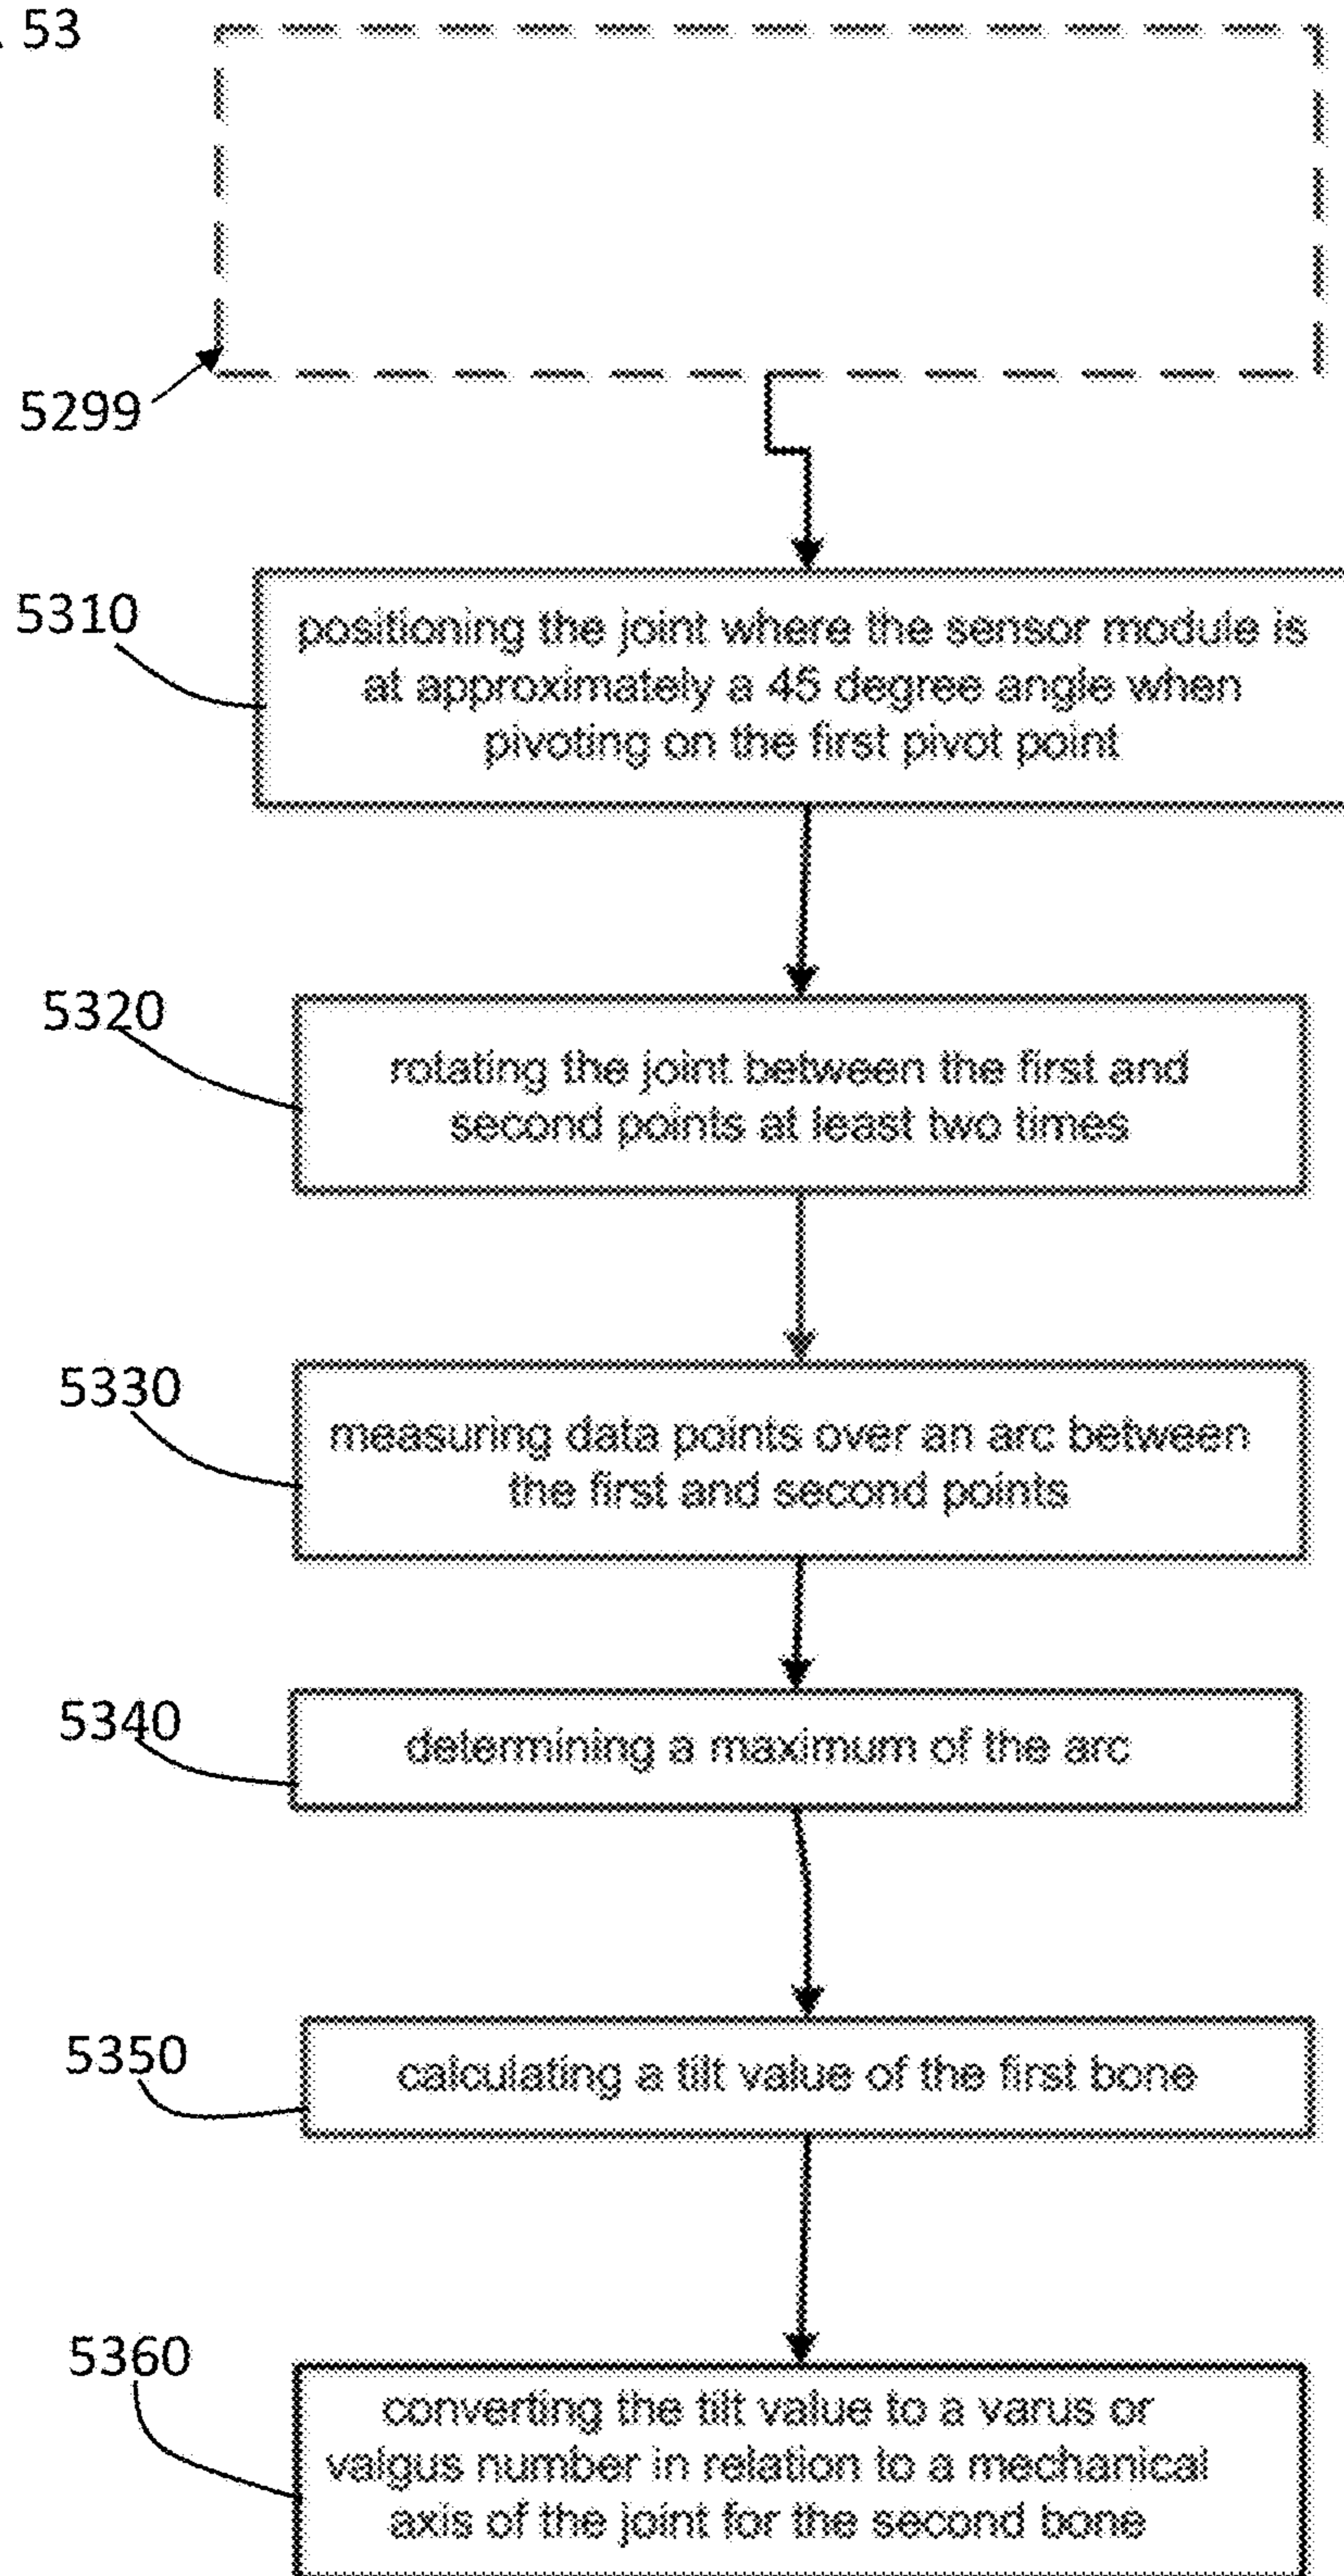 53
5299
5310
positioning the joint where the sensor module is
at approximately a 45 degree angle when
pivoting on the first pivot point
5320
rotating the joint between the first and
second points at least two times
5330
measuring data points over an arc between
the first and second points
5340
determining a maximum of the arc
5350
calculating a tilt value of the first bone
5360
converting the tilt value to a varus or
valgus number in relation to a mechanical
axis of the joint for the second bone